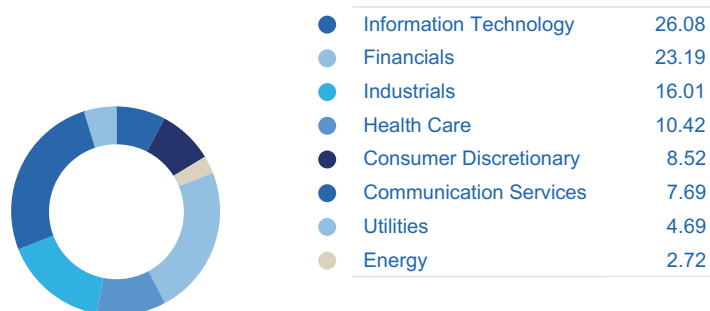 Information Technology 26.08
Financials 23.19
Industrials 16.01
Health Care 10.42
Consumer Discretionary 8.52
Communication Services 7.69
Utilities 4.69
Energy 2.72